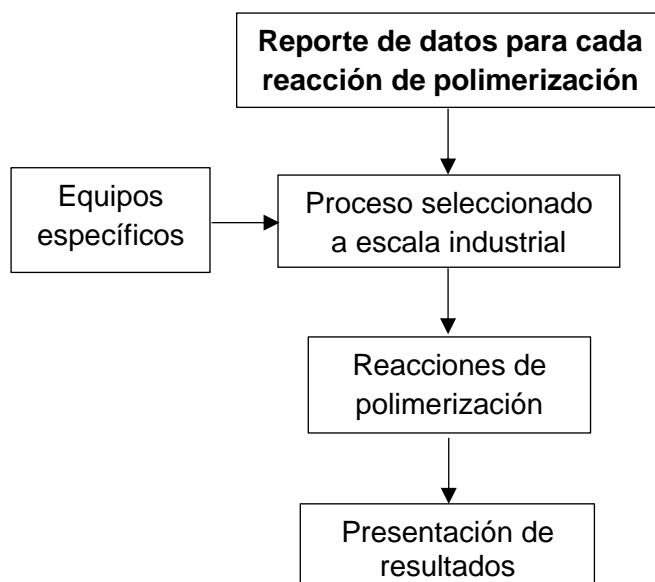 Reporte de datos para cada
reacción de polimerización
Equipos
específicos
Proceso seleccionado
a escala industrial
Reacciones de
polimerización
Presentación de
resultados